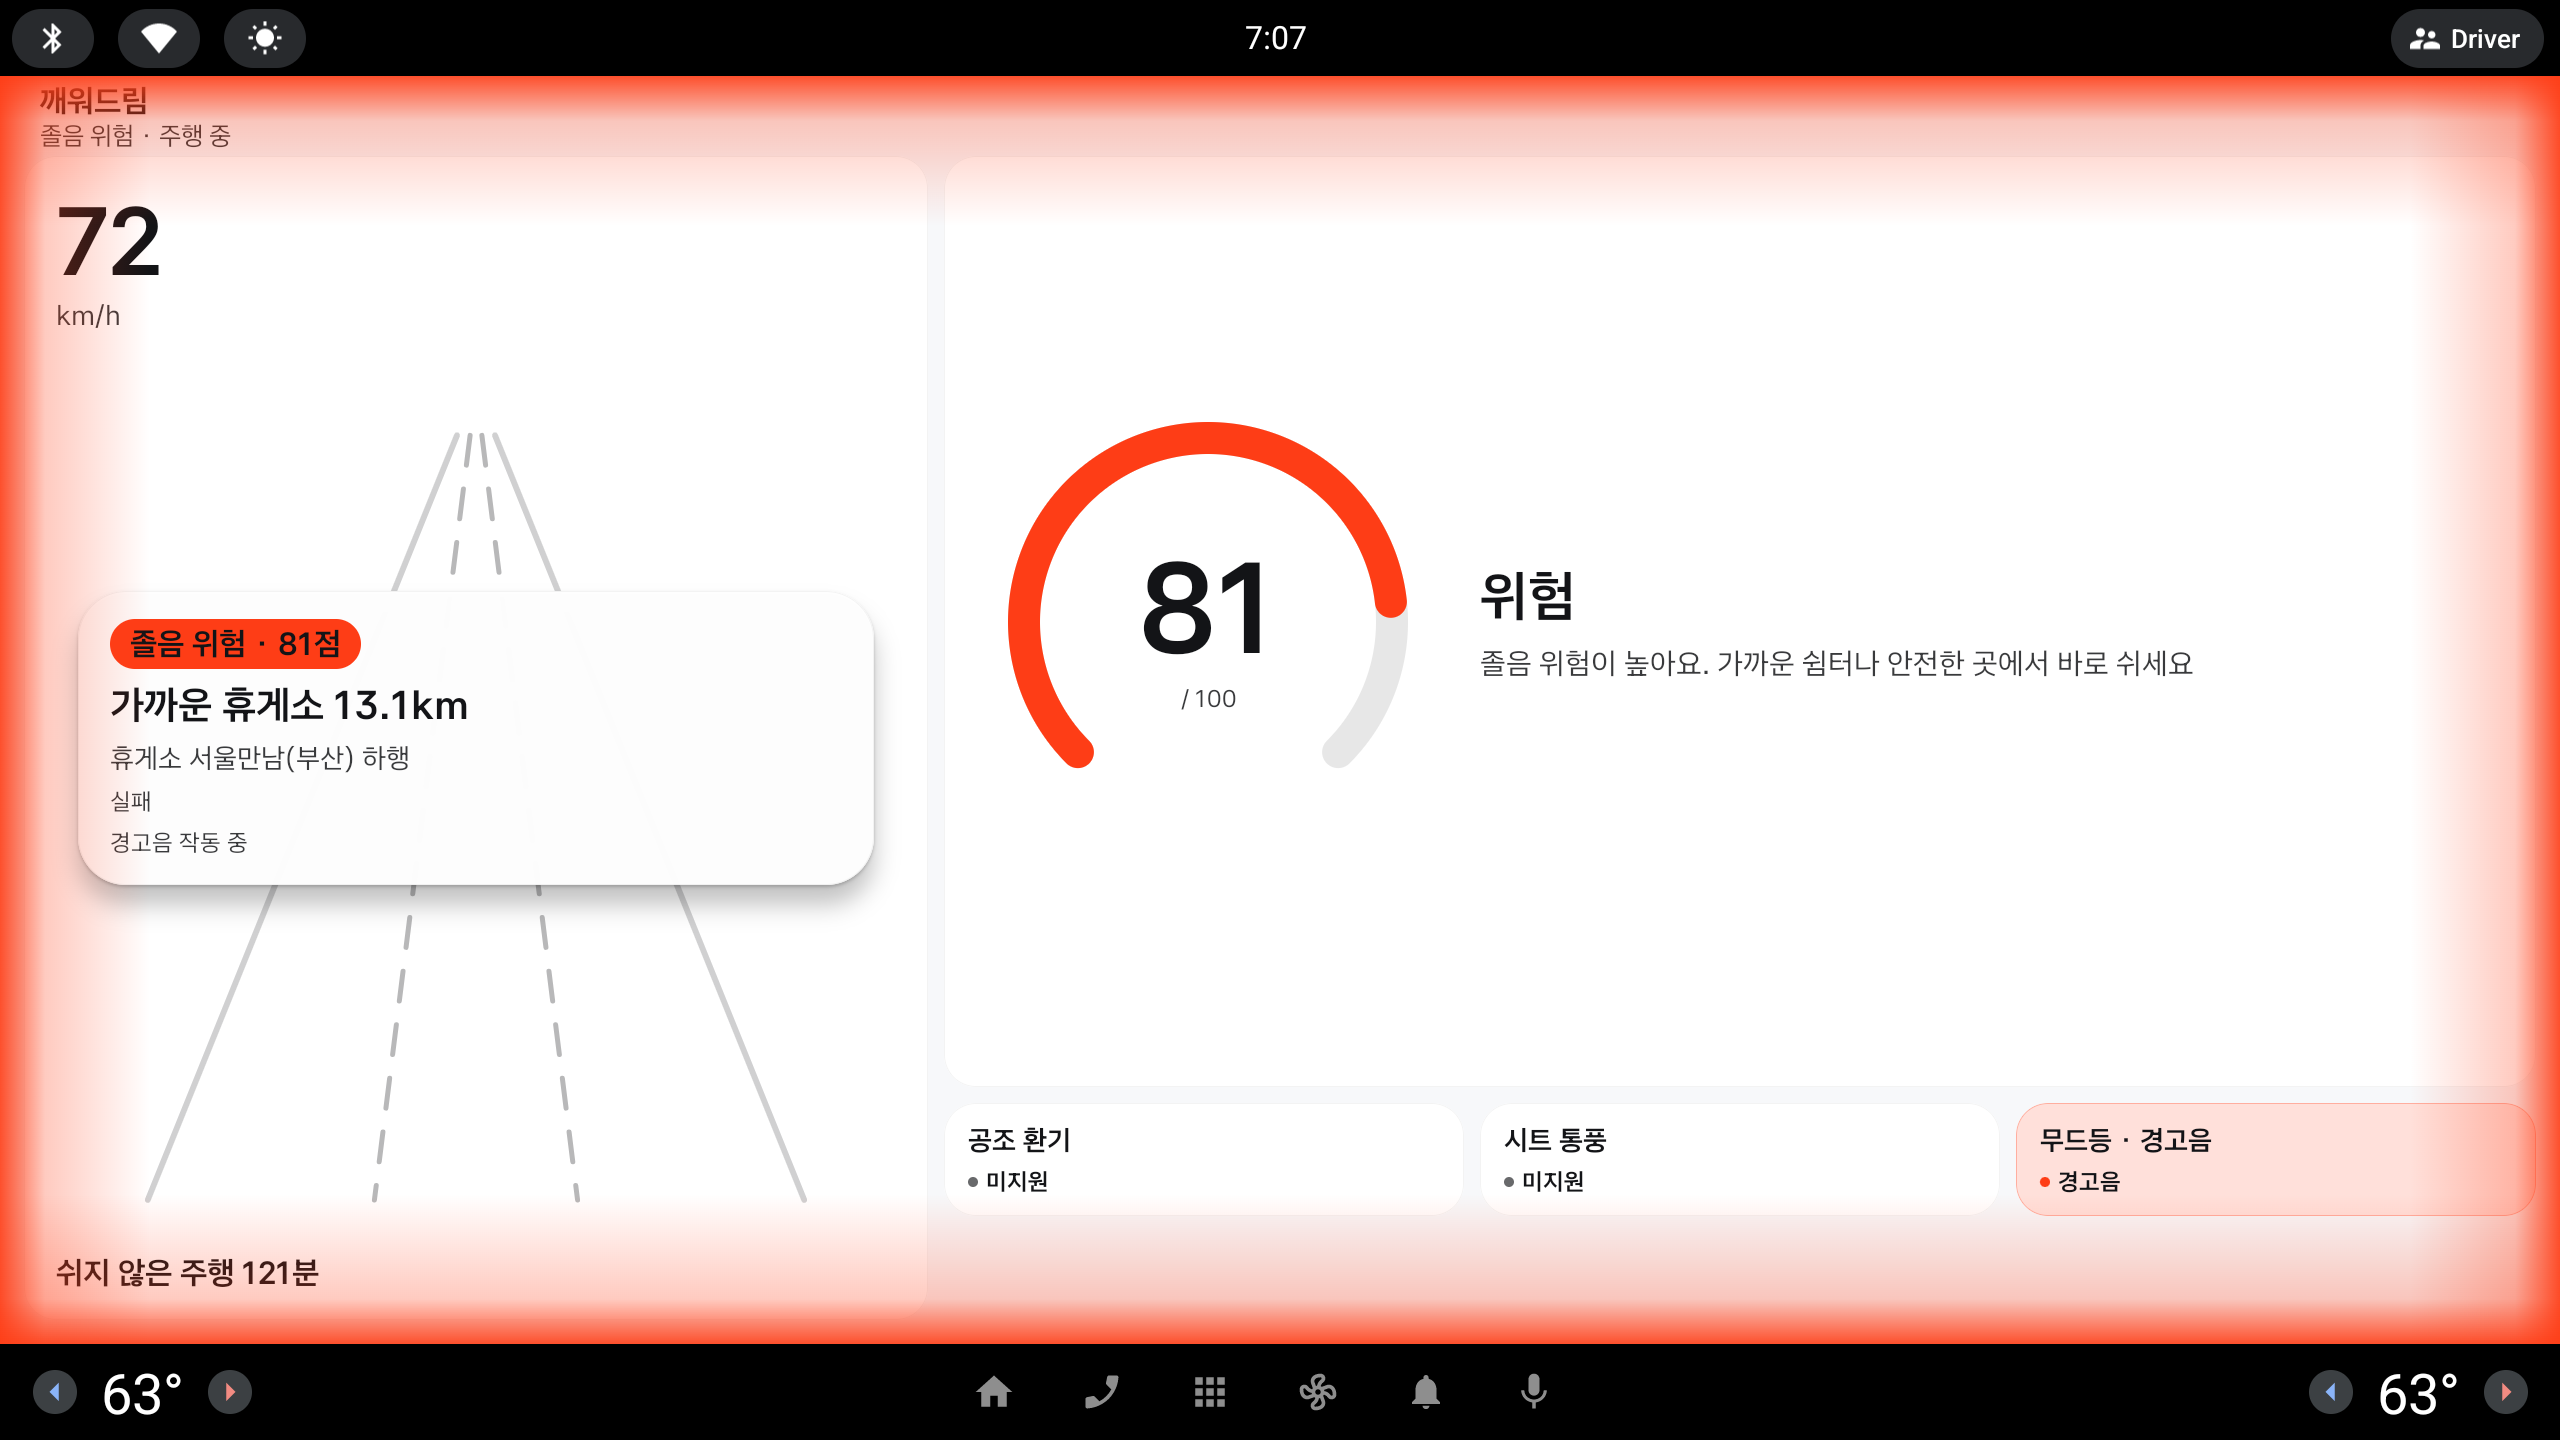 7:07
Driver
깨워드림
졸음 위험 · 주행 중
72
km/h
졸음 위험 · 81점
가까운 휴게소 13.1km
휴게소 서울만남(부산) 하행
실패
경고음 작동 중
쉬지 않은 주행 121분
81
/ 100
위험
졸음 위험이 높아요. 가까운 쉼터나 안전한 곳에서 바로 쉬세요
공조 환기
미지원
시트 통풍
미지원
무드등 · 경고음
경고음
63°
63°